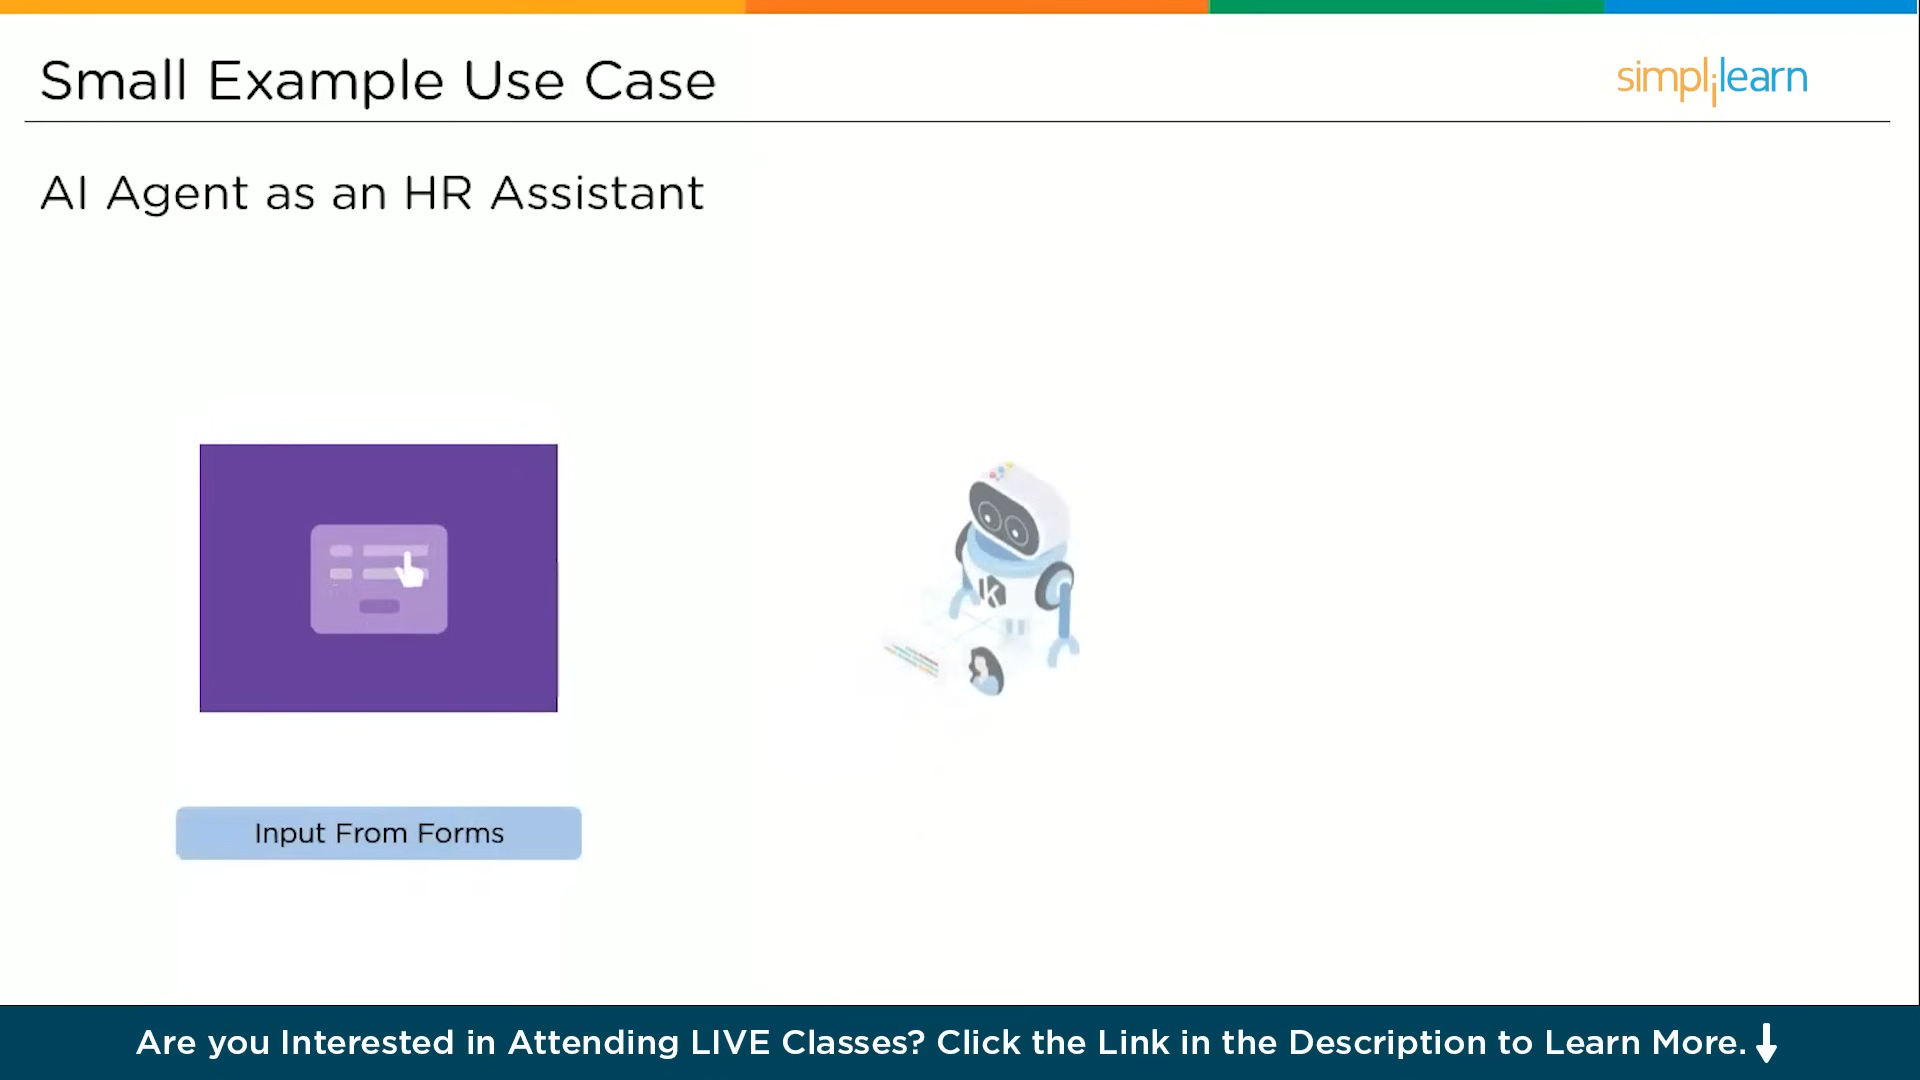 Small Example Use Case
simplilearn
AI Agent as an HR Assistant
k
Input From Forms
Are you Interested in Attending LIVE Classes? Click the Link in the Description to Learn More.